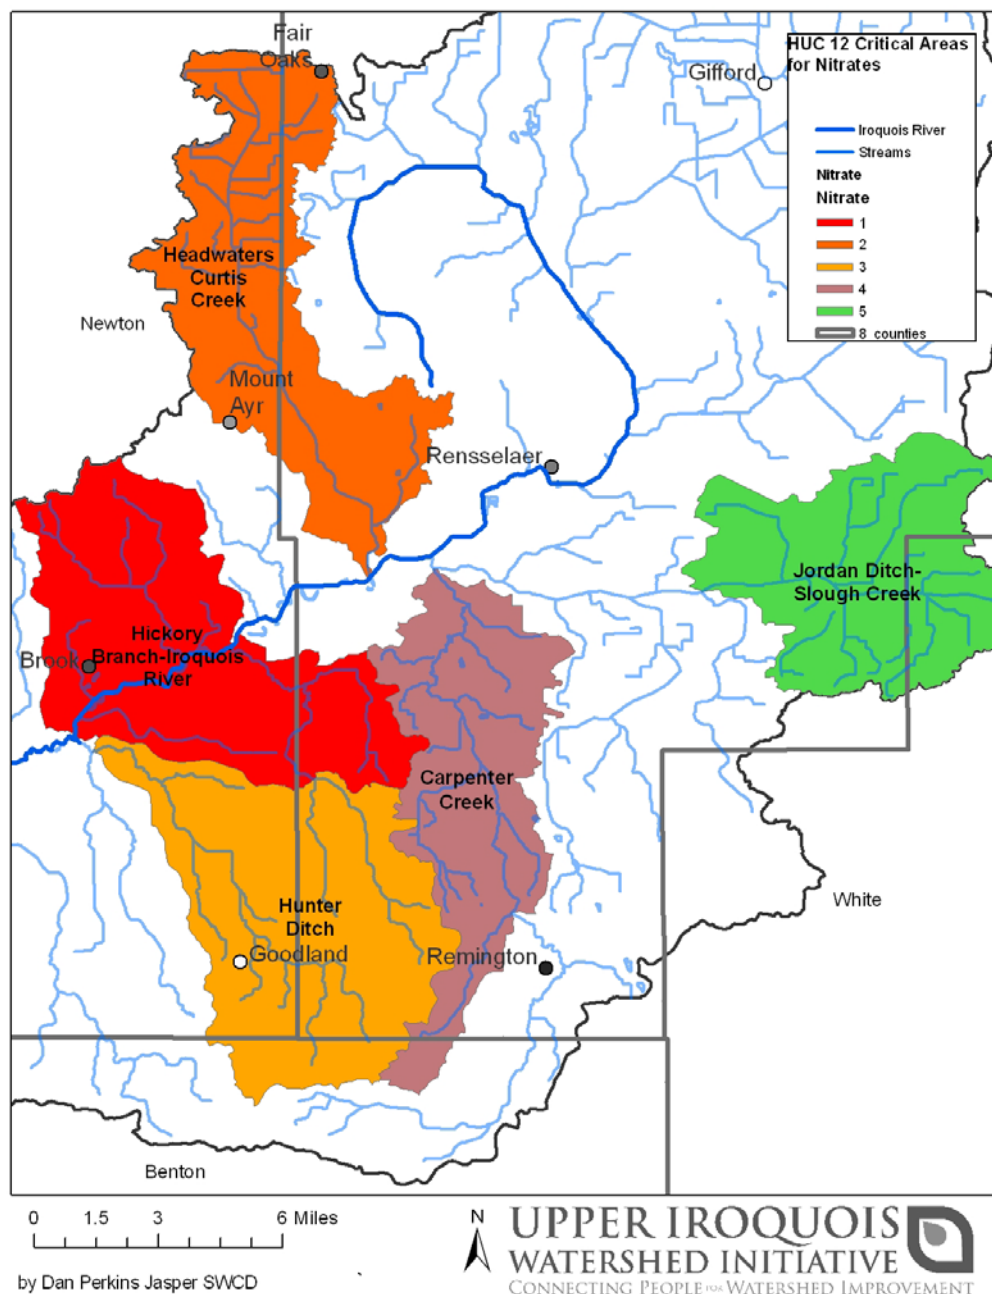 Fair
Oaks
Gifford
HUC 12 Critical Areas
for Nitrates
Iroquois River
Streams
Nitrate
Nitrate
1
2
3
4
5
8 counties
Headwaters
Curtis
Creek
Newton
Mount
Ayr
Rensselaer
Jordan Ditch-
Slough Creek
Hickory
Branch-Iroquois
River
Brook
Carpenter
Creek
Hunter
Ditch
Goodland
Remington
White
Benton
0 1.5 3 6 Miles
N
by Dan Perkins Jasper SWCD
UPPER IROQUOIS
WATERSHED INITIATIVE
CONNECTING PEOPLE FOR WATERSHED IMPROVEMENT